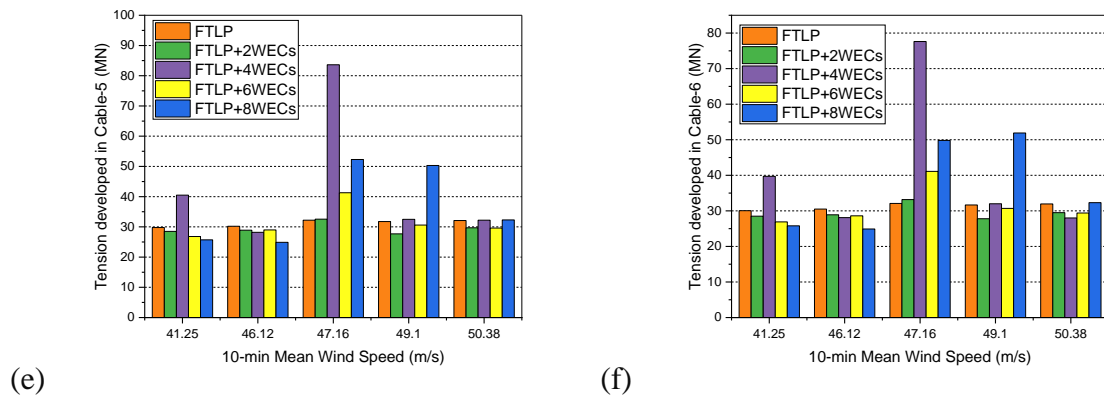 100
90
80
70
60
50
40
30
20
10
0
Tension developed in Cable-5 (MN)
FTLP
FTLP+2WECs
FTLP+4WECs
FTLP+6WECs
FTLP+8WECs
41.25 46.12 47.16 49.1 50.38
10-min Mean Wind Speed (m/s)
(e)
80
70
60
50
40
30
20
10
0
Tension developed in Cable-6 (MN)
FTLP
FTLP+2WECs
FTLP+4WECs
FTLP+6WECs
FTLP+8WECs
41.25 46.12 47.16 49.1 50.38
10-min Mean Wind Speed (m/s)
(f)